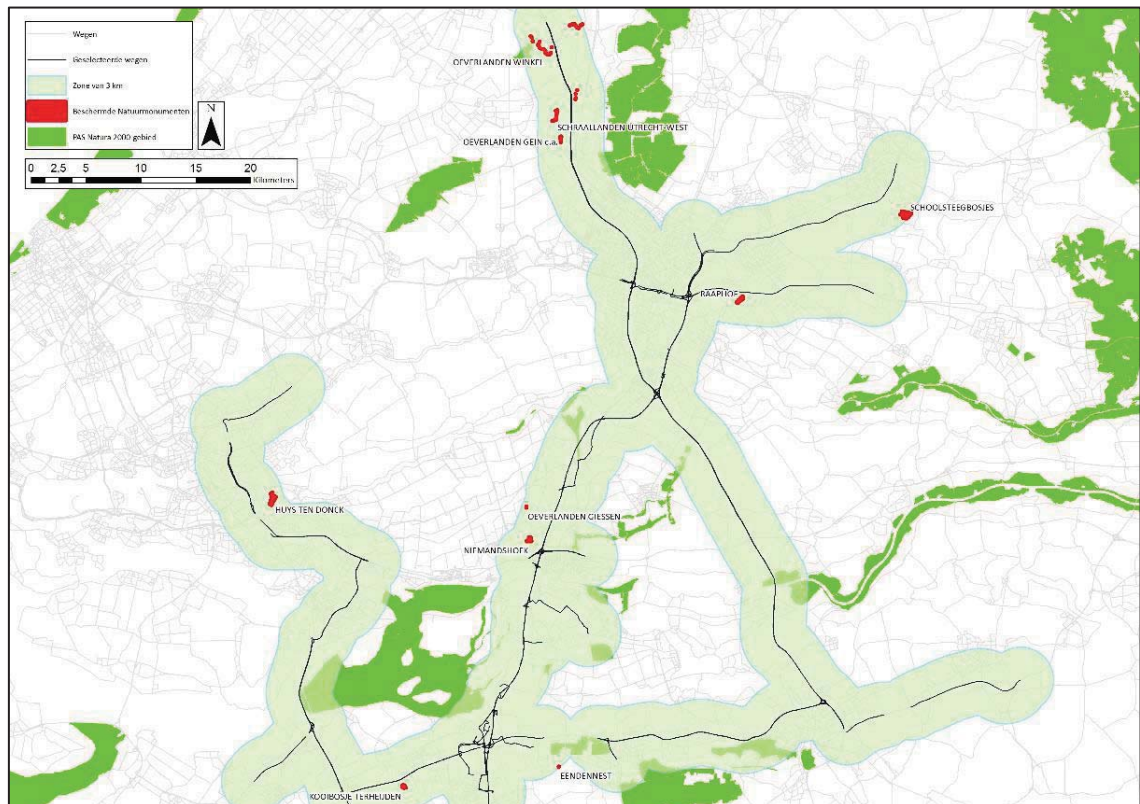 Wegen
Geselecteerde wegen
Zone van 3 km
Beschermde Natuurmonumenten
PAS Natura 2000-gebied
N
0 2,5 5 10 15 20
Kilometers
OEVERLANDEN WINKEL
SCHRAALLANDEN UTRECHT-WEST
OEVERLANDEN GEIN c.a.
SCHOOLSTEEGBOSJES
RAAPHOF
HUYS TEN DONCK
OEVERLANDEN GIESSEN
NIEMANDSHOEK
EENDENNEST
KOOIBOSJE TERHEIJDEN